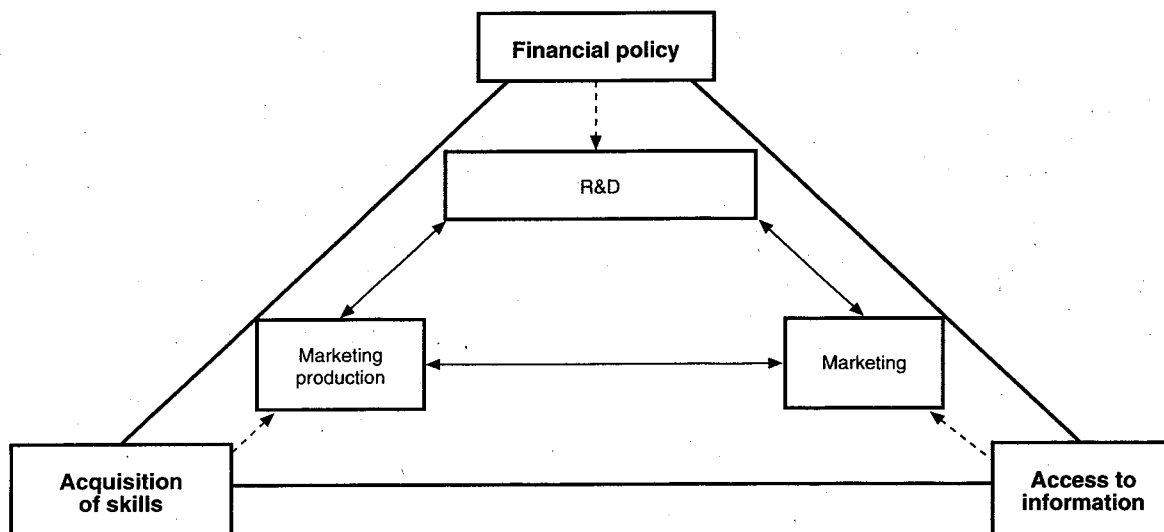 Financial policy
R&D
Marketing
production
Marketing
Acquisition
of skills
Access to
information